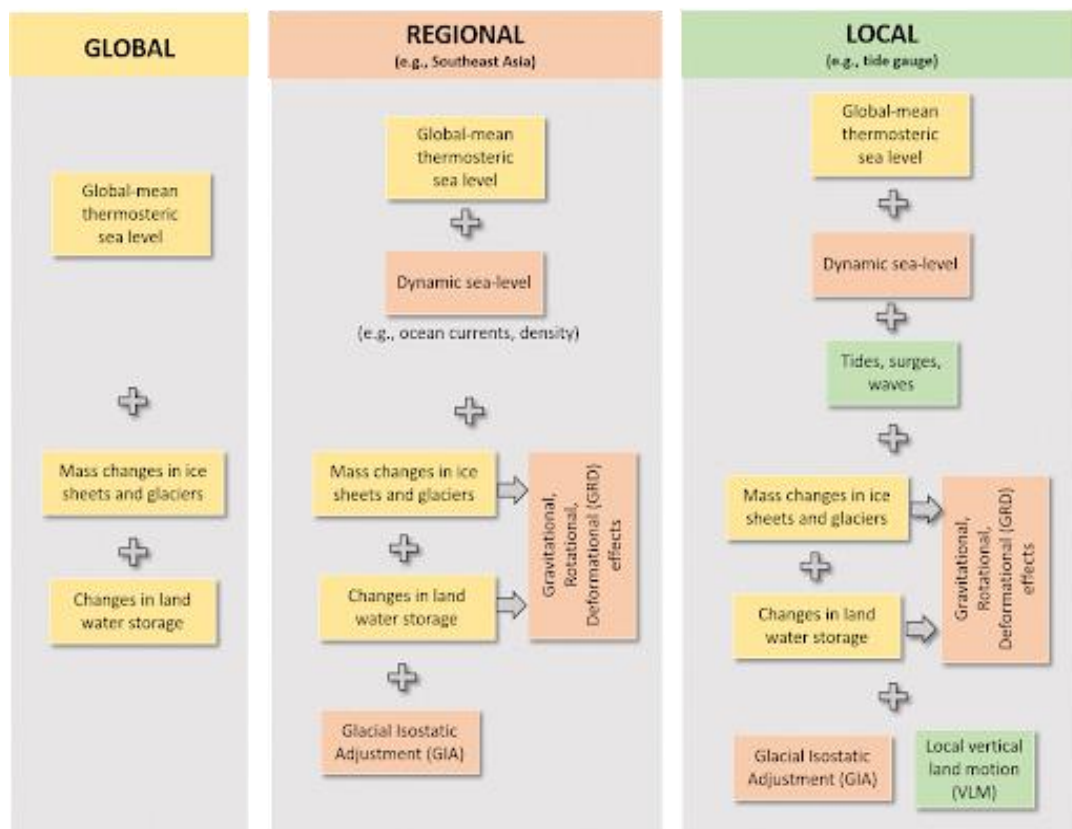 GLOBAL
Global-mean
thermosteric
sea level
Mass changes in ice
sheets and glaciers
Changes in land
water storage
REGIONAL
(e.g., Southeast Asia)
Global-mean
thermosteric
sea level
Dynamic sea-level
(e.g., ocean currents, density)
Mass changes in ice
sheets and glaciers
Changes in land
water storage
Gravitational,
Rotational,
Deformational (GRD)
effects
Glacial Isostatic
Adjustment (GIA)
LOCAL
(e.g., tide gauge)
Global-mean
thermosteric
sea level
Dynamic sea-level
Tides, surges,
waves
Mass changes in ice
sheets and glaciers
Changes in land
water storage
Gravitational,
Rotational,
Deformational (GRD)
effects
Glacial Isostatic
Adjustment (GIA)
Local vertical
land motion
(VLM)